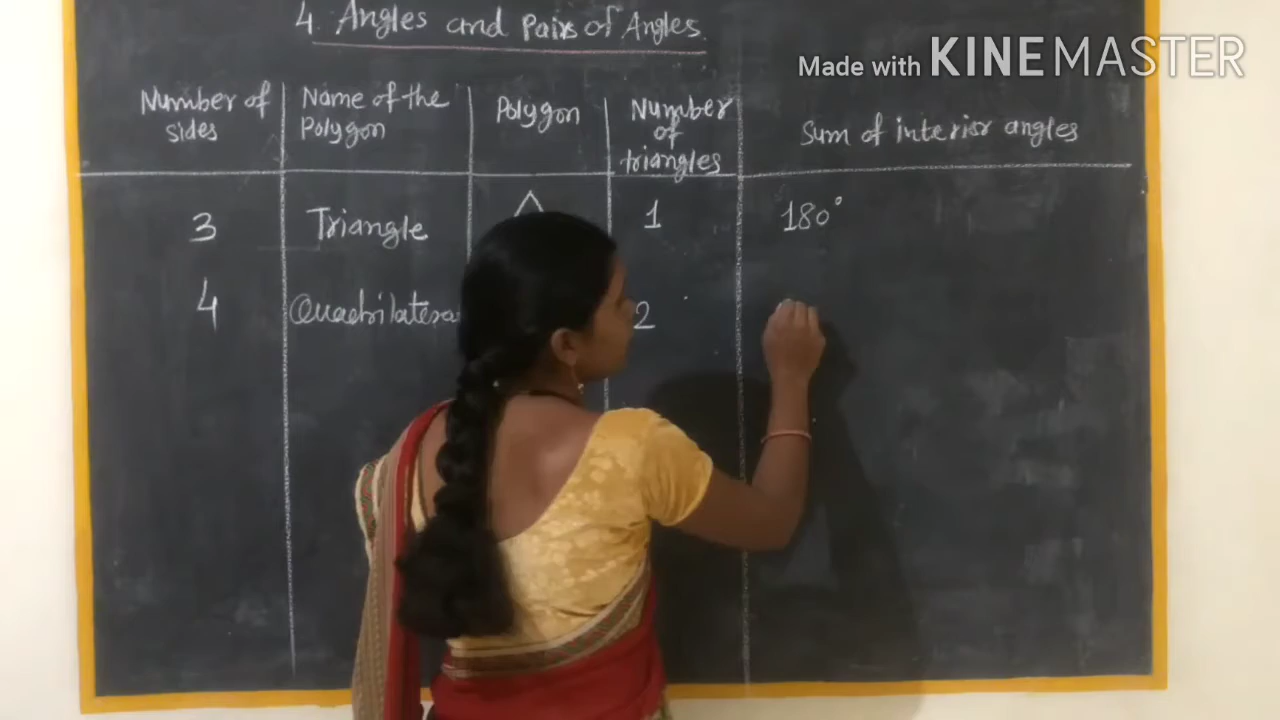 4. Angles and Pairs of Angles.
Made with KINEMASTER
Number of sides
Name of the Polygon
Polygon
Number of triangles
Sum of interior angles
3 Triangle 1 180°
4 Quadrilatera 2